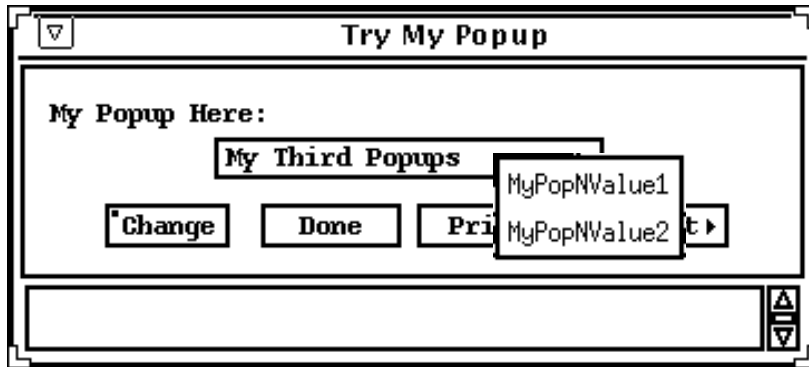 Try My Popup
My Popup Here:
My Third Popups
MyPopNValue1
Change Done Pri t
MyPopNValue2